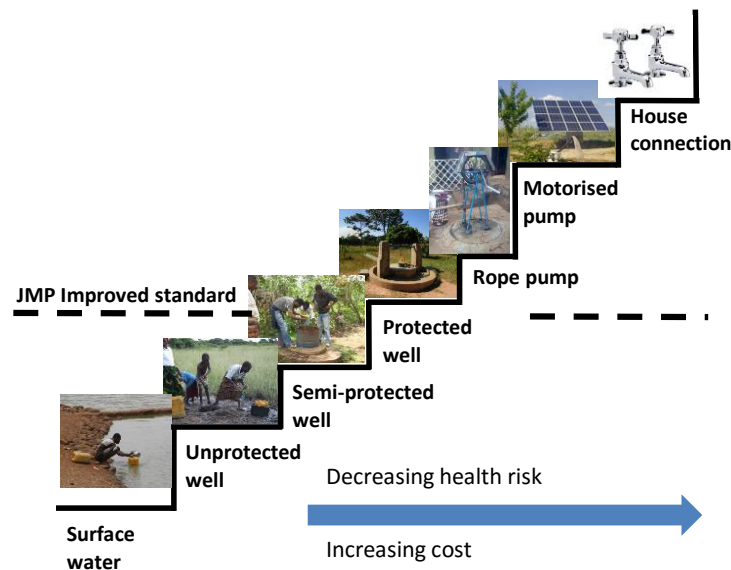 House
connection
Motorised
pump
Rope pump
JMP Improved standard
Protected
well
Semi-protected
well
Unprotected
well
Surface
water
Decreasing health risk
Increasing cost